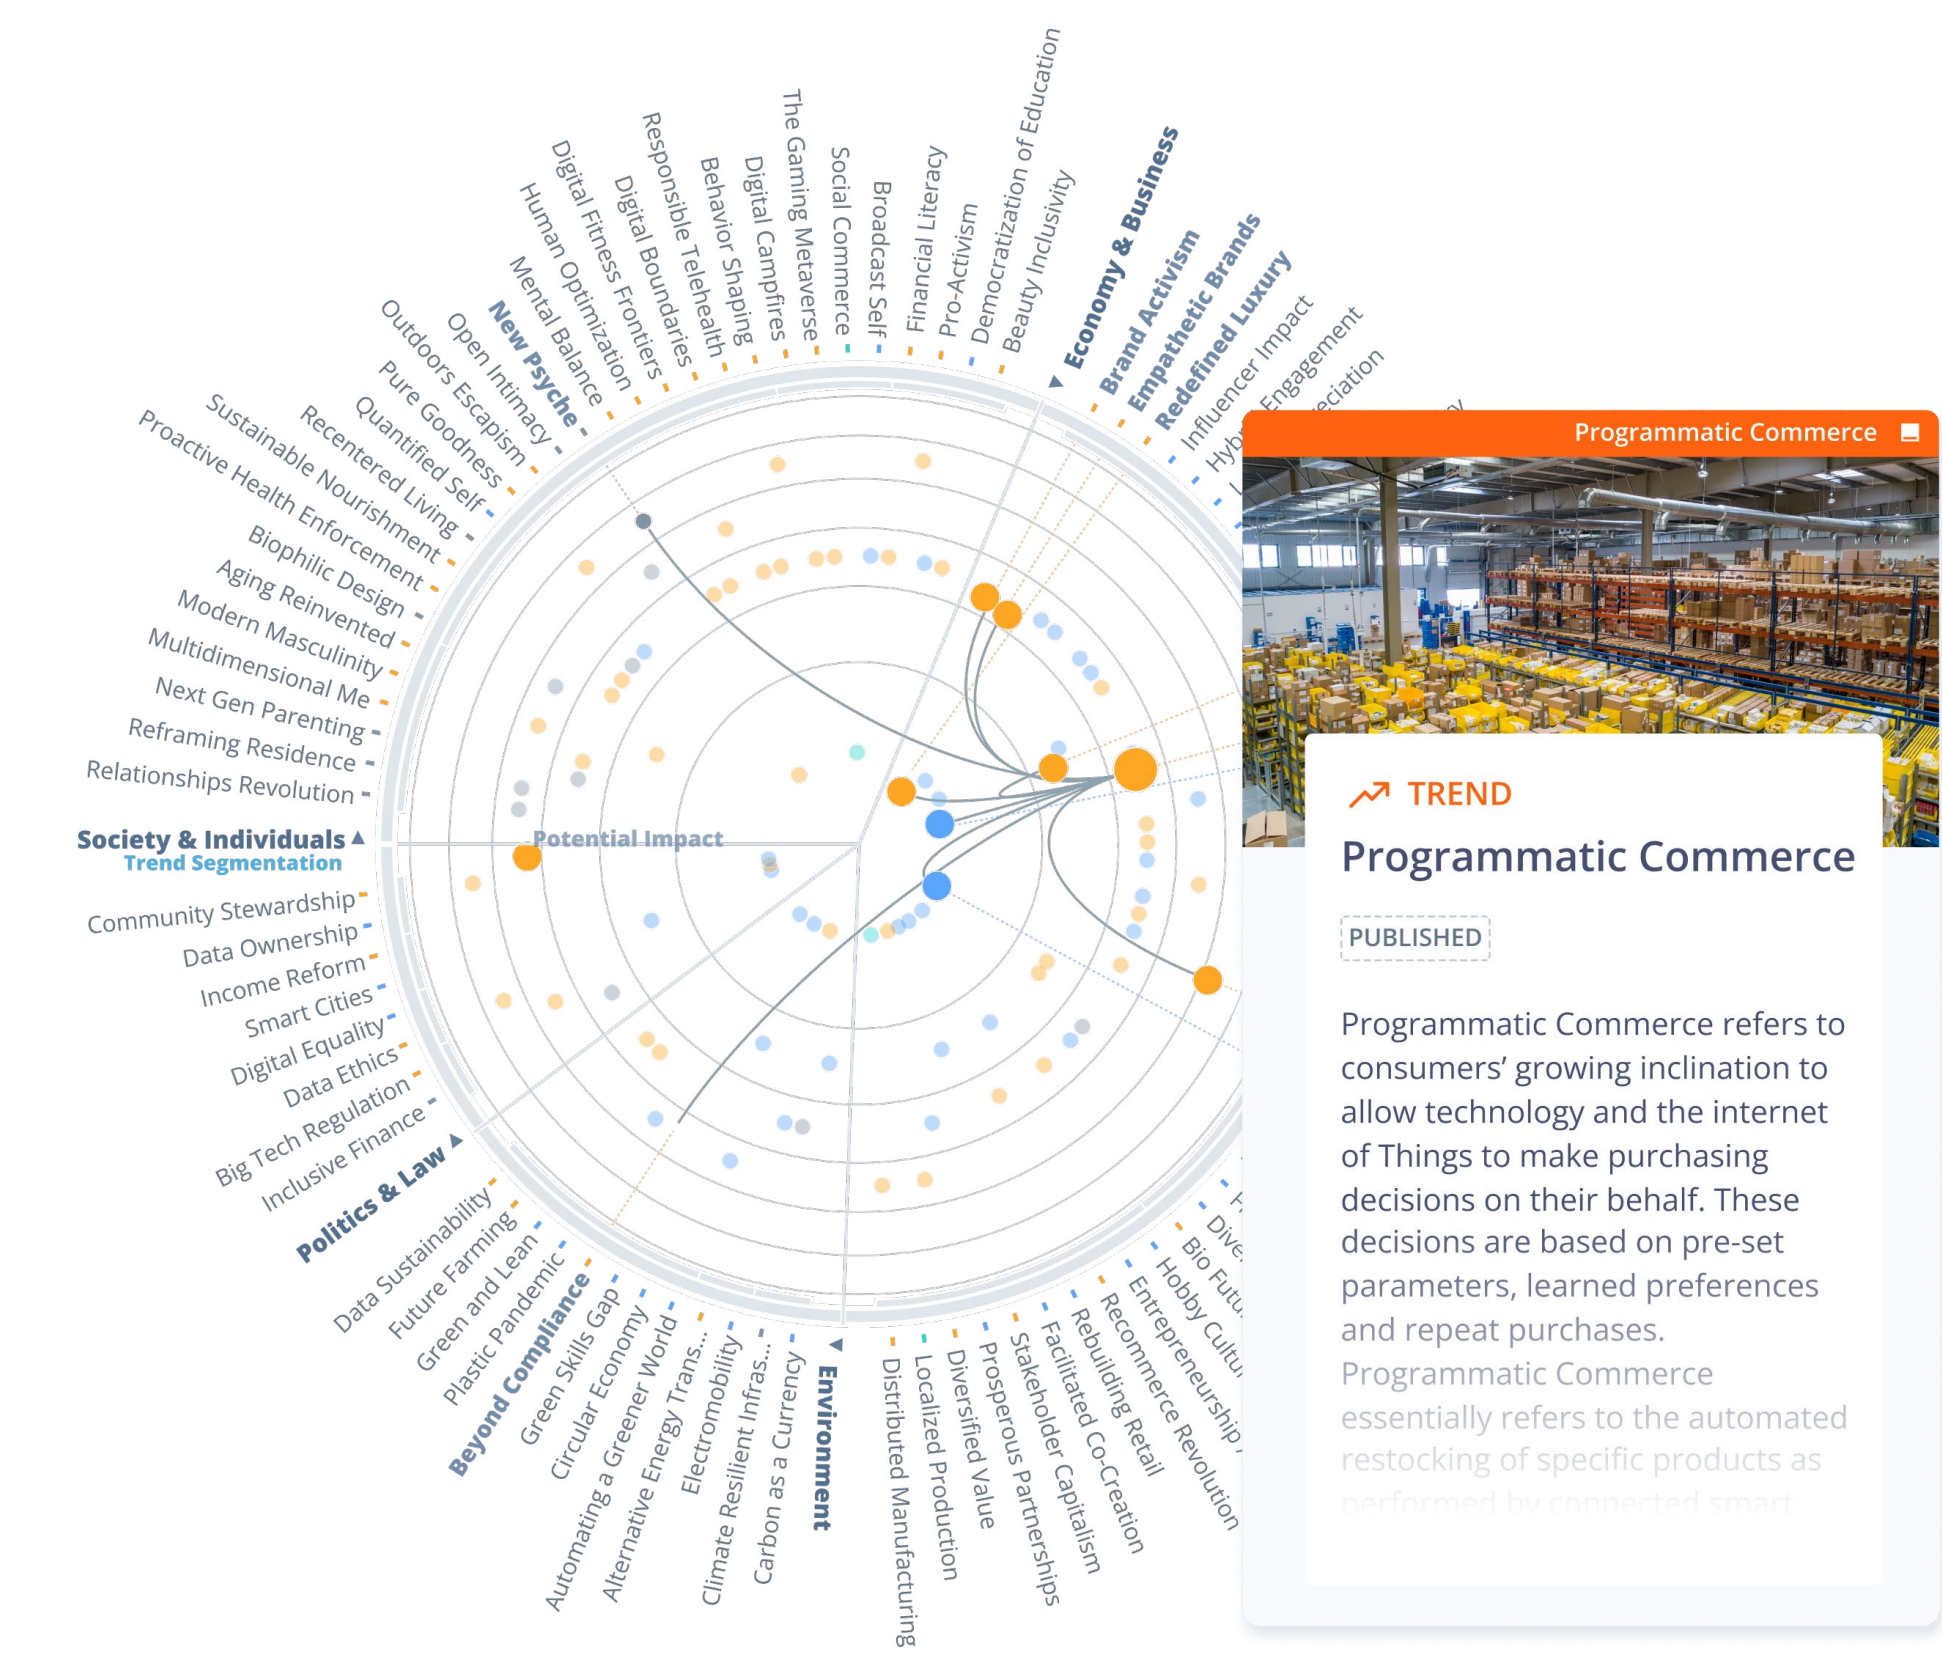 Relationships Revolution
Reframing Residence
Next Gen Parenting
Multidimensional Me
Modern Masculinity
Aging Reinvented
Biophilic Design
Proactive Health Enforcement
Sustainable Nourishment
Recentered Living
Quantified Self
Pure Goodness
Outdoors Escapism
Open Intimacy
New Psyche
Mental Balance
Human Optimization
Digital Fitness Frontiers
Digital Boundaries
Responsible Telehealth
Behavior Shaping
Digital Campfires
The Gaming Metaverse
Social Commerce
Broadcast Self
Financial Literacy
Pro-Activism
Democratization of Education
Beauty Inclusivity
Economy & Business
Brand Activism
Empathetic Brands
Redefined Luxury
Influencer Impact
Engagement
Society & Individuals
Trend Segmentation
Potential Impact
Community Stewardship
Data Ownership
Income Reform
Smart Cities
Digital Equality
Data Ethics
Big Tech Regulation
Inclusive Finance
Politics & Law
Data Sustainability
Future Farming
Green and Lean
Plastic Pandemic
Beyond Compliance
Green Skills Gap
Circular Economy
Automating a Greener World
Alternative Energy Trans...
Electromobility
Climate Resilient Infras...
Carbon as a Currency
Environment
Distributed Manufacturing
Localized Production
Diversified Value
Prosperous Partnerships
Stakeholder Capitalism
Facilitated Co-Creation
Rebuilding Retail
Recommerce Revolution
Entrepreneurship
Hobby Cultu
Bio Futu
Dive
Programmatic Commerce
TREND
Programmatic Commerce
PUBLISHED
Programmatic Commerce refers to
consumers’ growing inclination to
allow technology and the internet
of Things to make purchasing
decisions on their behalf. These
decisions are based on pre-set
parameters, learned preferences
and repeat purchases.
Programmatic Commerce
essentially refers to the automated
restocking of specific products as
performed by connected smart